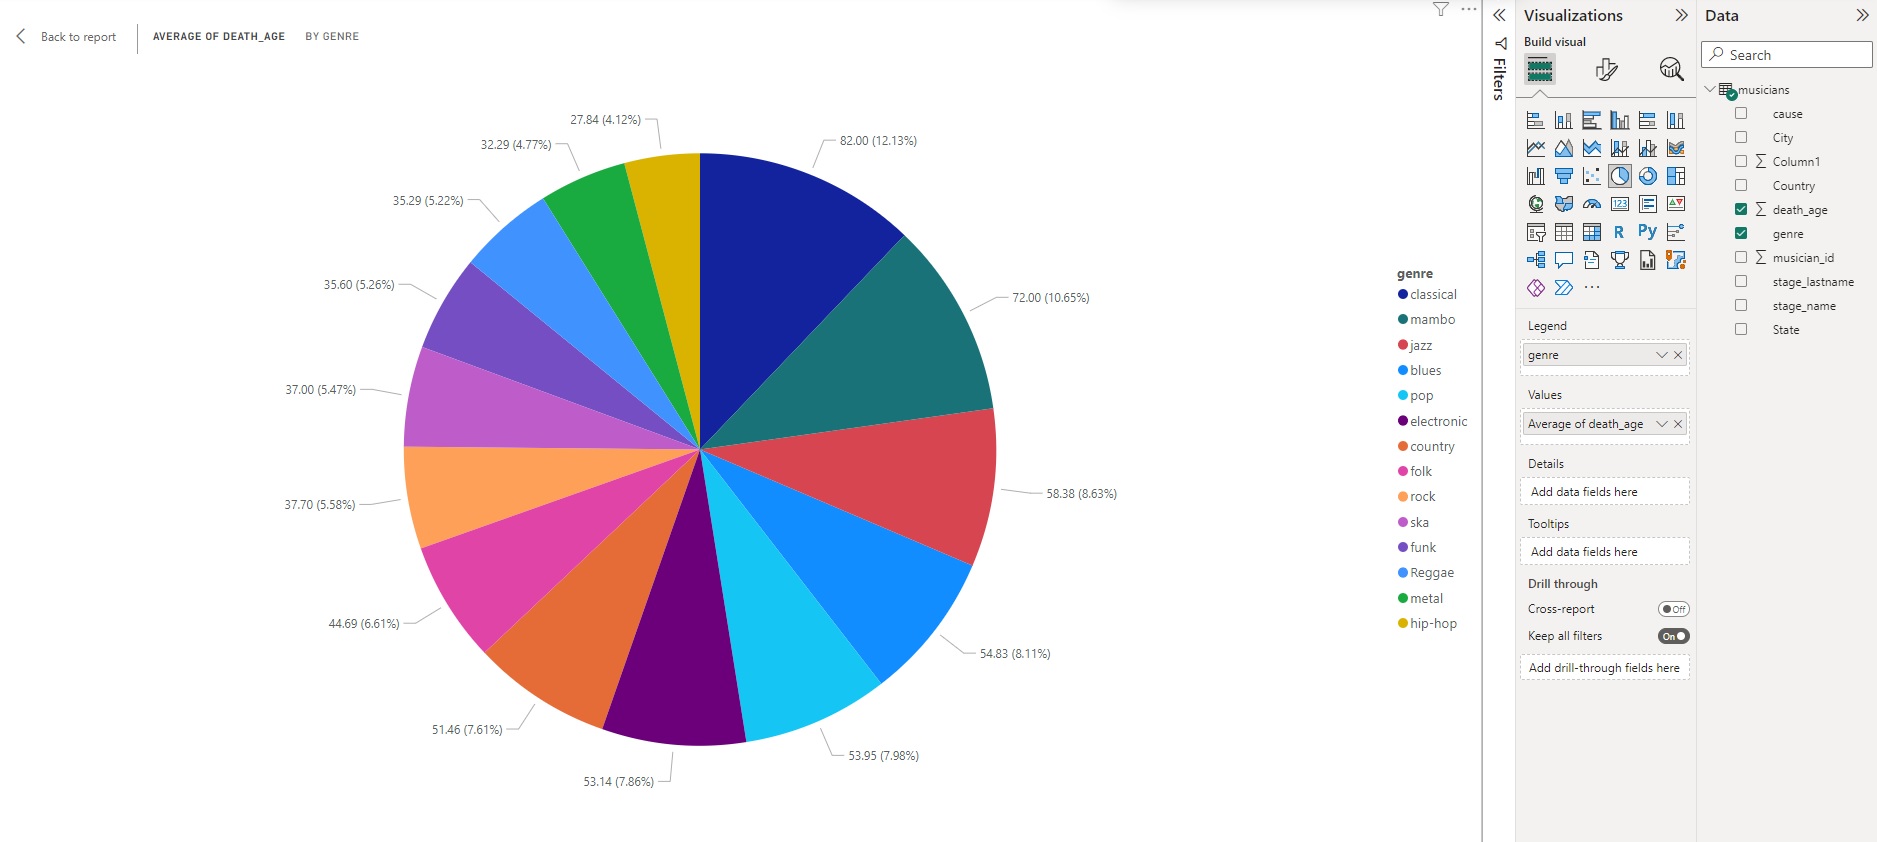 Back to report
AVERAGE OF DEATH_AGE
BY GENRE
27.84 (4.12%)
32.29 (4.77%)
35.29 (5.22%)
35.60 (5.26%)
37.00 (5.47%)
37.70 (5.58%)
44.69 (6.61%)
51.46 (7.61%)
53.14 (7.86%)
82.00 (12.13%)
72.00 (10.65%)
58.38 (8.63%)
54.83 (8.11%)
53.95 (7.98%)
genre
classical
mambo
jazz
blues
pop
electronic
country
folk
rock
ska
funk
Reggae
metal
hip-hop
Filters
Visualizations
Build visual
123
R
Py
Legend
genre
Values
Average of death_age
Details
Add data fields here
Tooltips
Add data fields here
Drill through
Cross-report
Off
Keep all filters
On
Add drill-through fields here
Data
Search
musicians
cause
City
Column1
Country
death_age
genre
musician_id
stage_lastname
stage_name
State